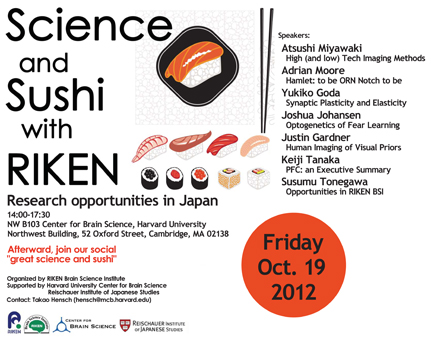 Science
and
Sushi
with
RIKEN
Research opportunities in Japan
14:00-17:30
NW B103 Center for Brain Science, Harvard University
Northwest Building, 52 Oxford Street, Cambridge, MA 02138
Afterward, join our social
"great science and sushi"
Organized by RIKEN Brain Science Institute
Supported by Harvard University Center for Brain Science
Reischauer Institute of Japanese Studies
Contact: Takao Hensch (hensch@mcb.harvard.edu)
RIKEN
CENTER FOR
BRAIN SCIENCE
REISCHAUER INSTITUTE
OF JAPANESE STUDIES
Speakers:
Atsushi Miyawaki
High (and low) Tech Imaging Methods
Adrian Moore
Hamlet: to be ORN Notch to be
Yukiko Goda
Synaptic Plasticity and Elasticity
Joshua Johansen
Optogenetics of Fear Learning
Justin Gardner
Human Imaging of Visual Priors
Keiji Tanaka
PFC: an Executive Summary
Susumu Tonegawa
Opportunities in RIKEN BSI
Friday
Oct. 19
2012